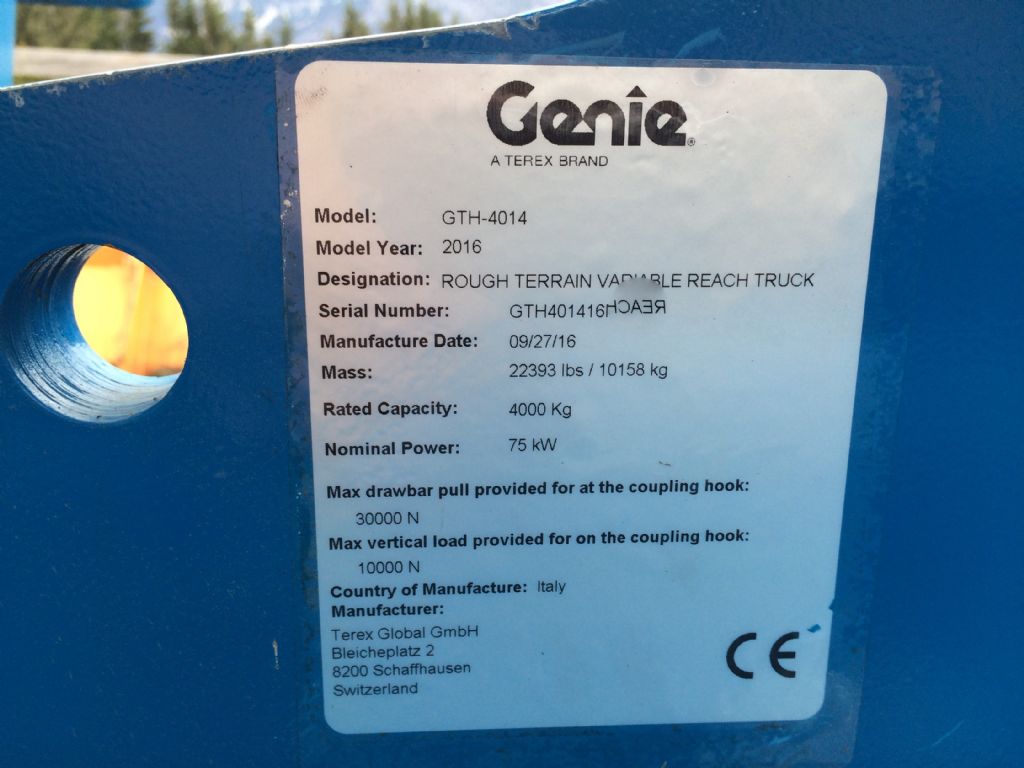 Genie®
A TEREX BRAND
Model: GTH-4014
Model Year: 2016
Designation: ROUGH TERRAIN REACH TRUCK
Serial Number: GTH401416
Manufacture Date: 09/27/16
Mass: 22393 lbs / 10158 kg
Rated Capacity: 4000 Kg
Nominal Power: 75 kW
Max drawbar pull provided for at the coupling hook:
30000 N
Max vertical load provided for on the coupling hook:
10000 N
Country of Manufacture: Italy
Manufacturer:
Terex Global GmbH
Bleicheplatz 2
8200 Schaffhausen
Switzerland
CE